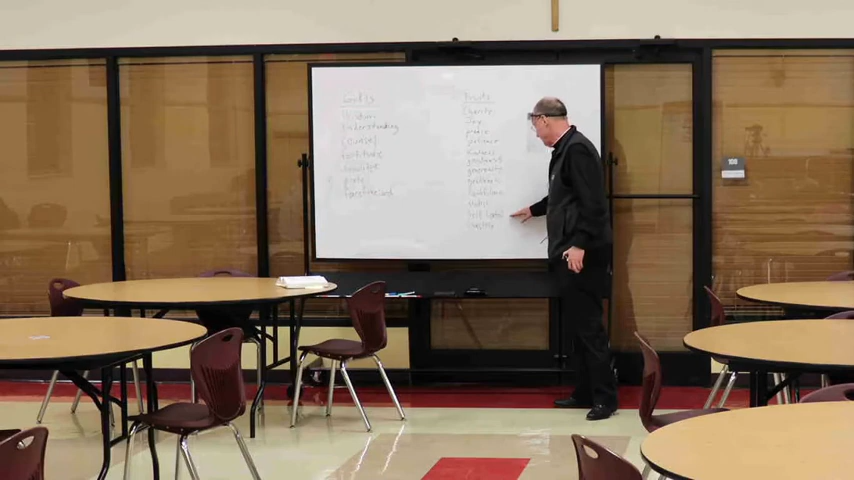 Gifts
Wisdom
Understanding
Counsel
fortitude
knowledge
piety
Fruits
Charity
Joy
peace
patience
kindness
goodness
generosity
gentleness
faithfulness
modesty
self control
chastity